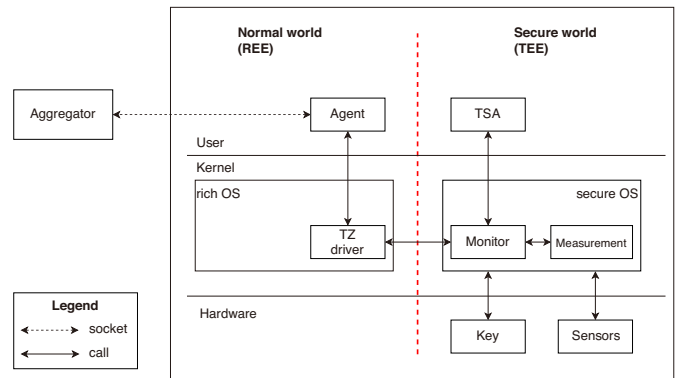 Normal world
(REE)
Secure world
(TEE)
Aggregator
Agent
TSA
User
Kernel
rich OS
secure OS
TZ
driver
Monitor
Measurement
Legend
socket
call
Hardware
Key
Sensors